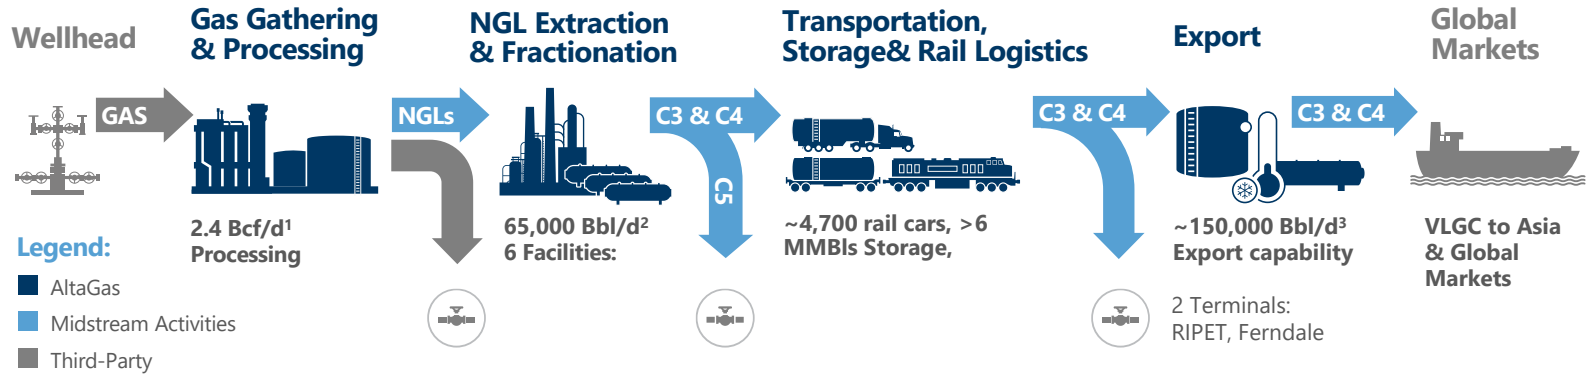 Wellhead
Gas Gathering
& Processing
NGL Extraction
& Fractionation
Transportation,
Storage& Rail Logistics
Export
Global
Markets
GAS
NGLs
C3 & C4
C5
C3 & C4
C3 & C4
2.4 Bcf/d¹
Processing
65,000 Bbl/d²
6 Facilities:
~4,700 rail cars, >6
MMBls Storage,
~150,000 Bbl/d³
Export capability
2 Terminals:
RIPET, Ferndale
VLGC to Asia
& Global
Markets
Legend:
AltaGas
Midstream Activities
Third-Party